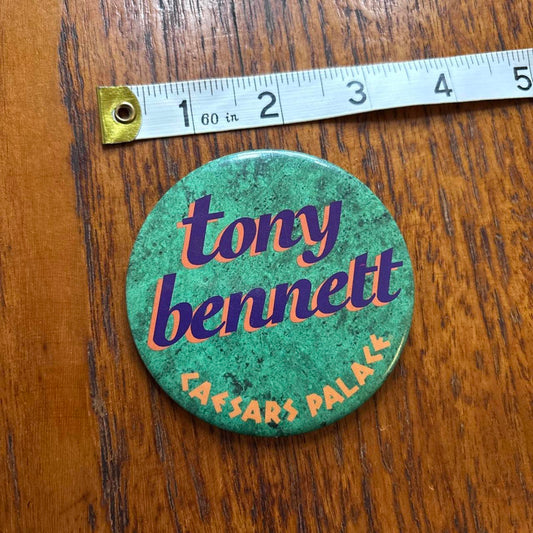 1 60 in 2 3 4 5
tony
bennett
CAESARS PALACE